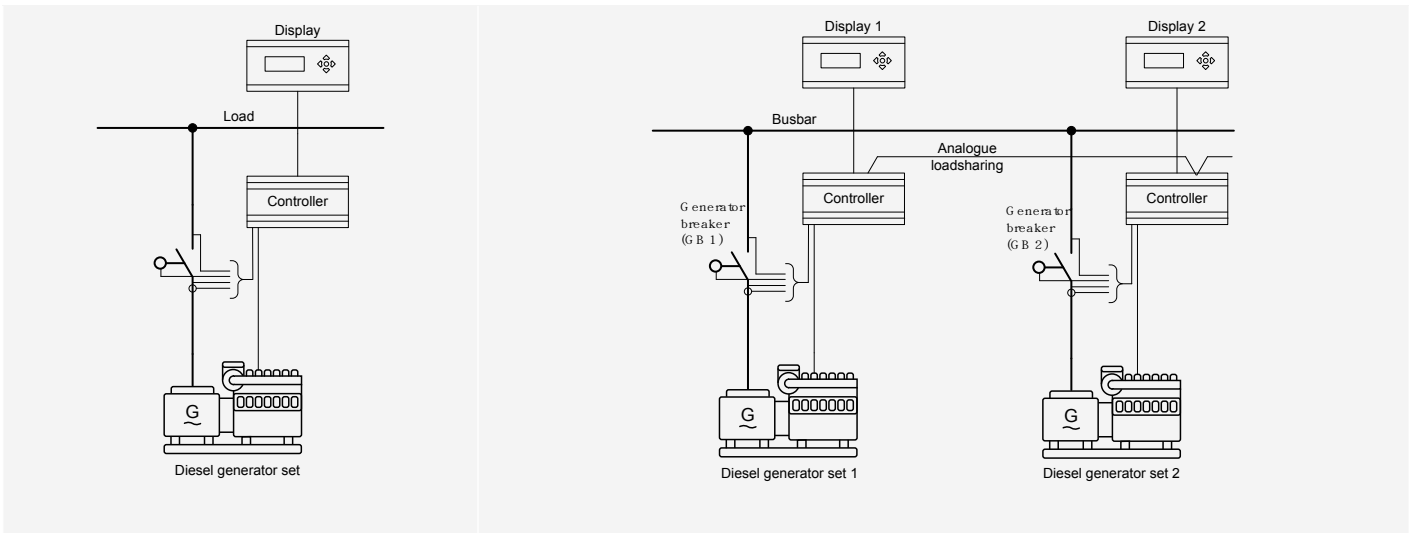 Display
Load
Controller
G
Diesel generator set
Display 1
Display 2
Busbar
Analogue
loadsharing
Controller
Controller
Generator
breaker
(GB 1)
Generator
breaker
(GB 2)
G
G
Diesel generator set 1
Diesel generator set 2